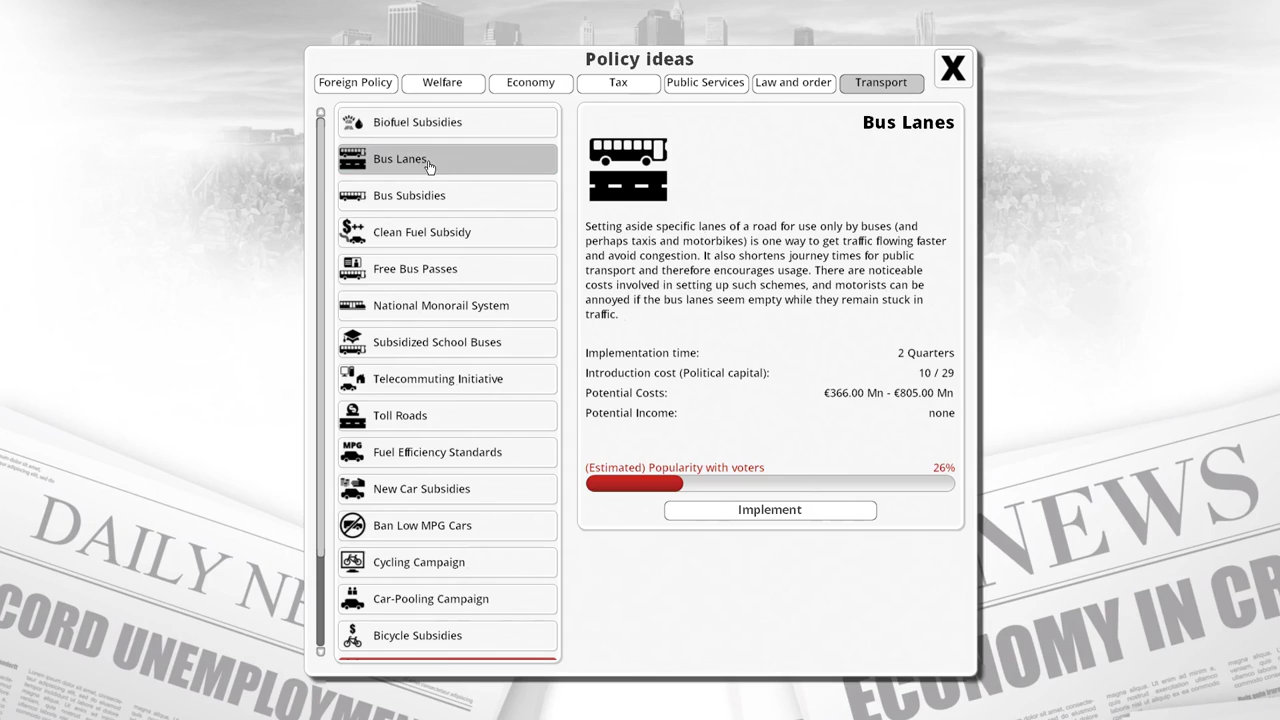 Policy ideas
X
Foreign Policy
Welfare
Economy
Tax
Public Services
Law and order
Transport
Biofuel Subsidies
Bus Lanes
Bus Subsidies
$++
Clean Fuel Subsidy
Free Bus Passes
National Monorail System
Subsidized School Buses
Telecommuting Initiative
Toll Roads
MPG
Fuel Efficiency Standards
New Car Subsidies
Ban Low MPG Cars
Cycling Campaign
Car-Pooling Campaign
$
Bicycle Subsidies
Bus Lanes
Setting aside specific lanes of a road for use only by buses (and
perhaps taxis and motorbikes) is one way to get traffic flowing faster
and avoid congestion. It also shortens journey times for public
transport and therefore encourages usage. There are noticeable
costs involved in setting up such schemes, and motorists can be
annoyed if the bus lanes seem empty while they remain stuck in
traffic.
Implementation time: 2 Quarters
Introduction cost (Political capital): 10 / 29
Potential Costs: €366.00 Mn - €805.00 Mn
Potential Income: none
(Estimated) Popularity with voters 26%
Implement
DAILY NE
CORD UNEMPLOYM
NEWS
ECONOMY IN CR